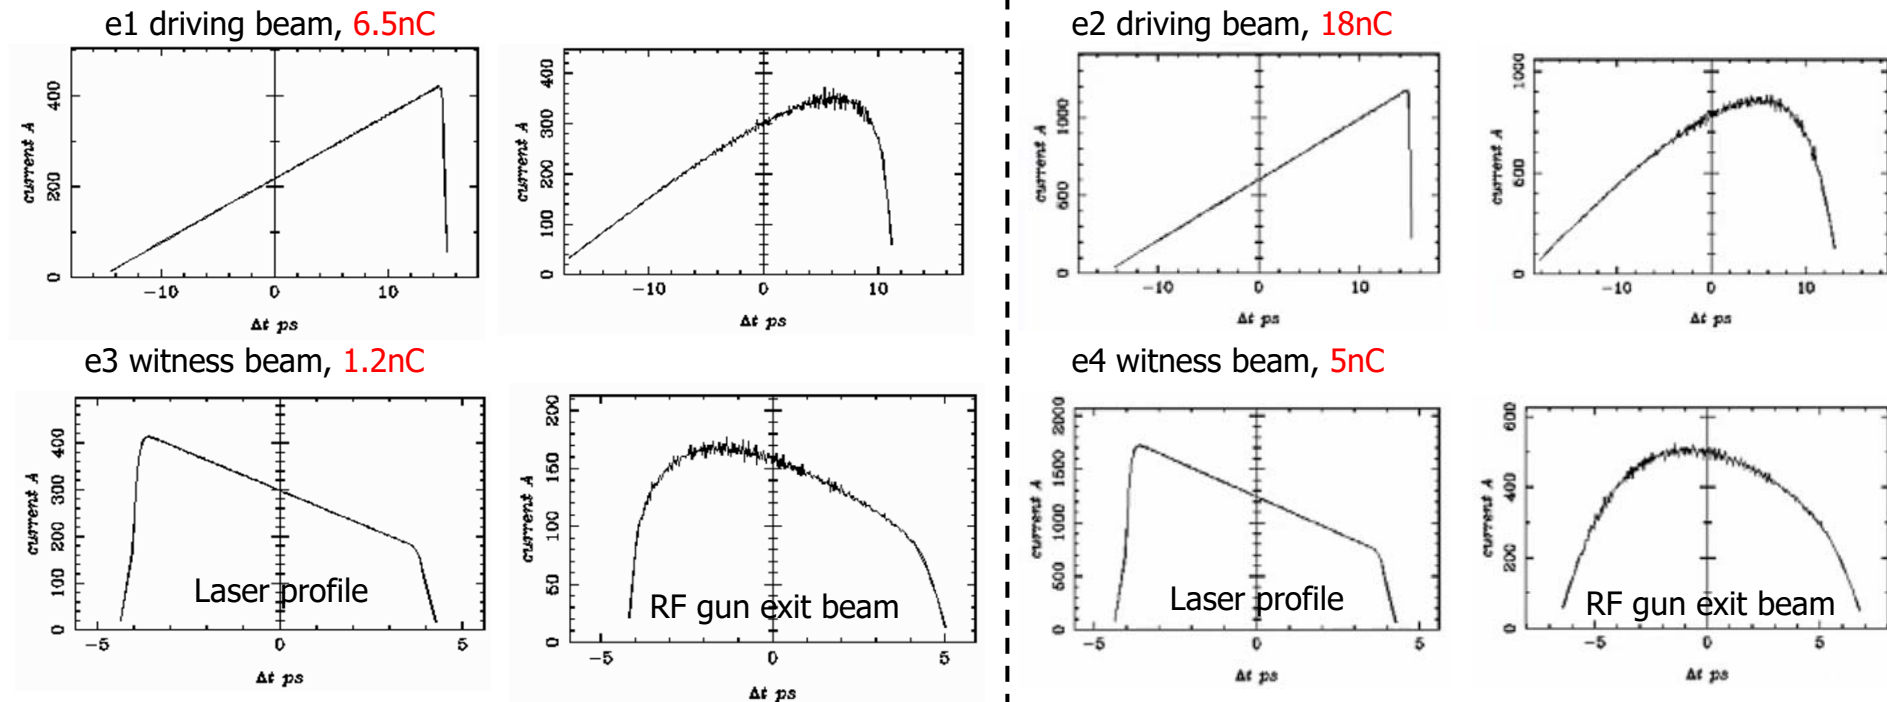 e1 driving beam, 6.5nC
e2 driving beam, 18nC
current A
0
200
400
-10
0
10
Δt ps
current A
0
100
200
300
400
-10
0
10
Δt ps
current A
0
600
1000
-10
0
10
Δt ps
current A
0
600
1000
-10
0
10
Δt ps
e3 witness beam, 1.2nC
e4 witness beam, 5nC
current A
0
100
200
300
400
-5
0
5
Δt ps
Laser profile
current A
0
50
100
150
200
-5
0
5
Δt ps
RF gun exit beam
current A
0
500
1000
1500
2000
-5
0
5
Δt ps
Laser profile
current A
0
200
400
600
-5
0
5
Δt ps
RF gun exit beam